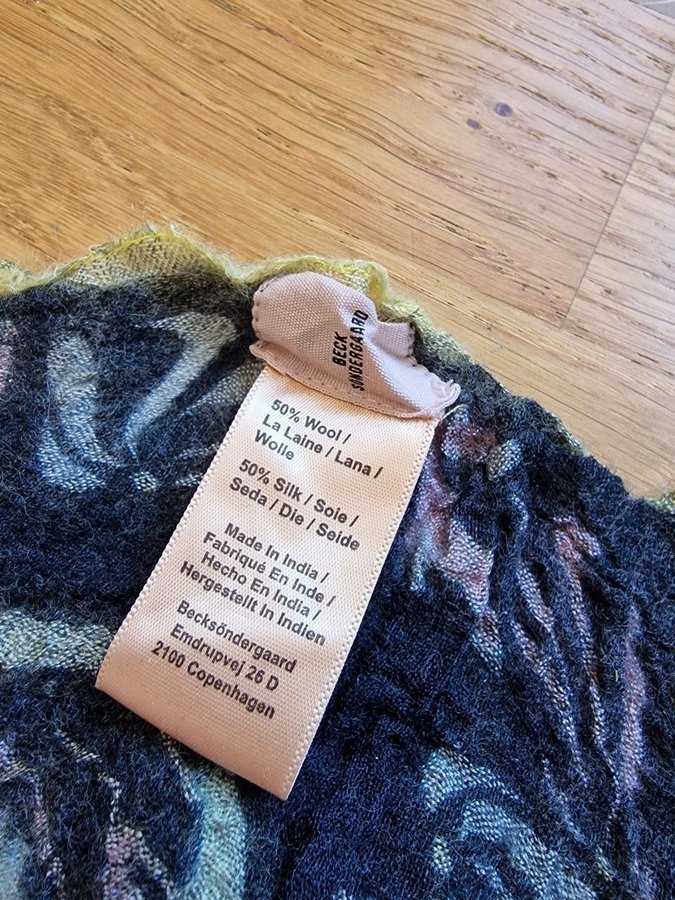 BECK
SÖNDERGAARD
50% Wool /
La Laine / Lana /
Wolle
50% Silk / Soie /
Seda / Die / Seide
Made In India /
Fabriqué En Inde /
Hecho En India /
Hergestellt In Indien
Becksöndergaard
Emdrupvej 26 D
2100 Copenhagen